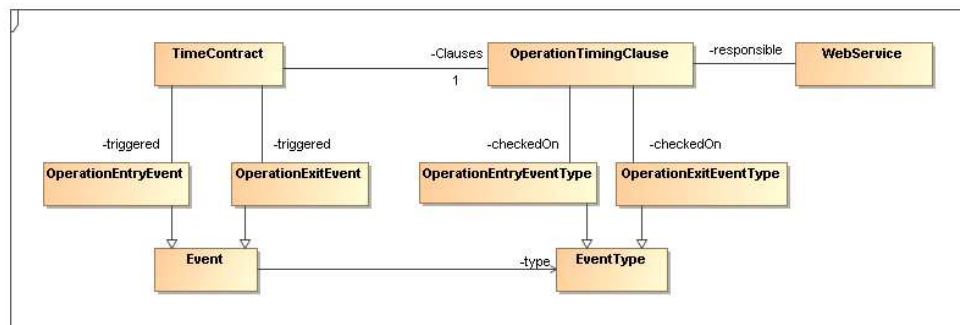 TimeContract
-Clauses
1
OperationTimingClause
-responsible
WebService
-triggered
-triggered
-checkedOn
-checkedOn
OperationEntryEvent
OperationExitEvent
OperationEntryEventType
OperationExitEventType
Event
-type
EventType